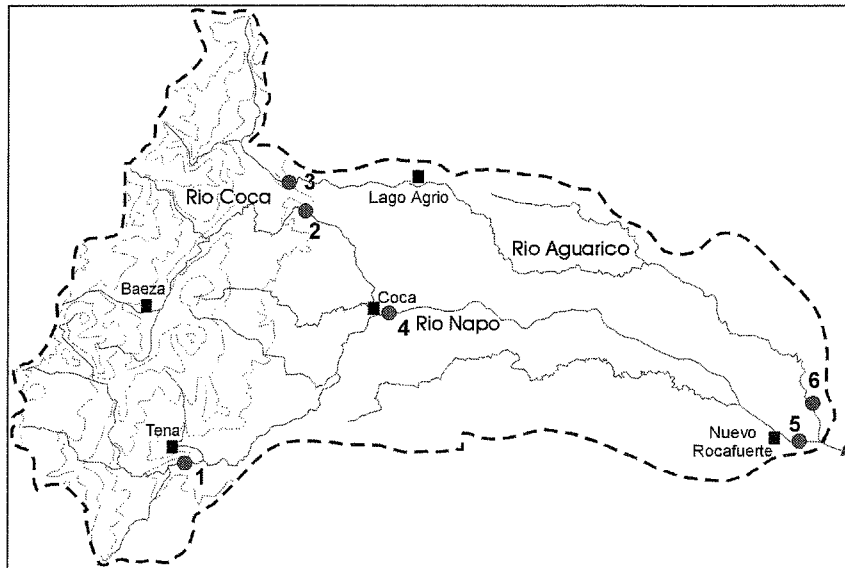 3
Rio Coca
Lago Agrio
2
Rio Aguarico
Baeza
Coca
4
Rio Napo
6
Tena
Nuevo
Rocafuerte
5
1